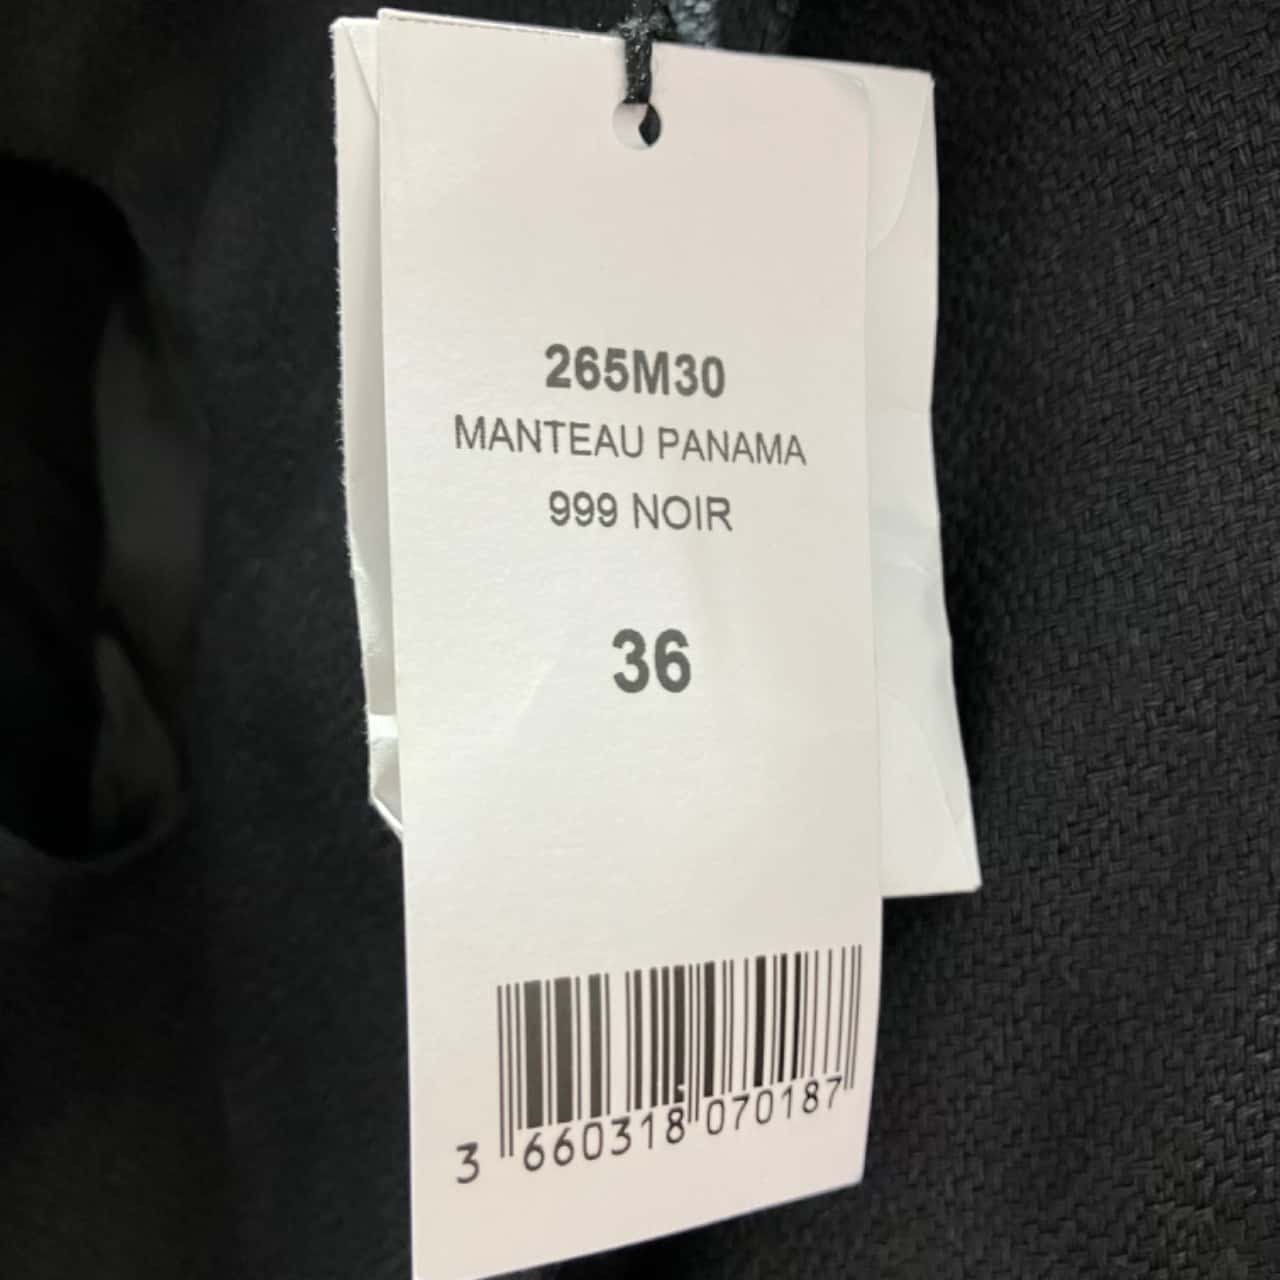 265M30
MANTEAU PANAMA
999 NOIR
36
3 660318 070187